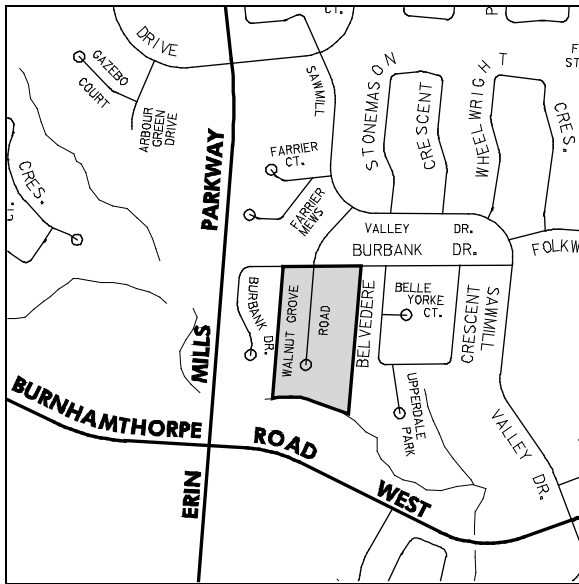 CT.
P
DRIVE
GAZEBO
COURT
ARBOUR
GREEN
DRIVE
SAWMILL
STONEMASON
CRESCENT
WHEELWRIGHT
CRES.
F
ST
CRES.
CT.
PARKWAY
FARRIER
CT.
FARRIER
MEWS
VALLEY DR.
BURBANK DR.
FOLKW
BURBANK DR.
WALNUT GROVE
ROAD
BELVEDERE
BELLE
YORKE
CT.
CRESCENT
SAWMILL
VALLEY DR.
UPPERDALE
PARK
MILLS
ERIN
BURNHAMTHORPE ROAD WEST